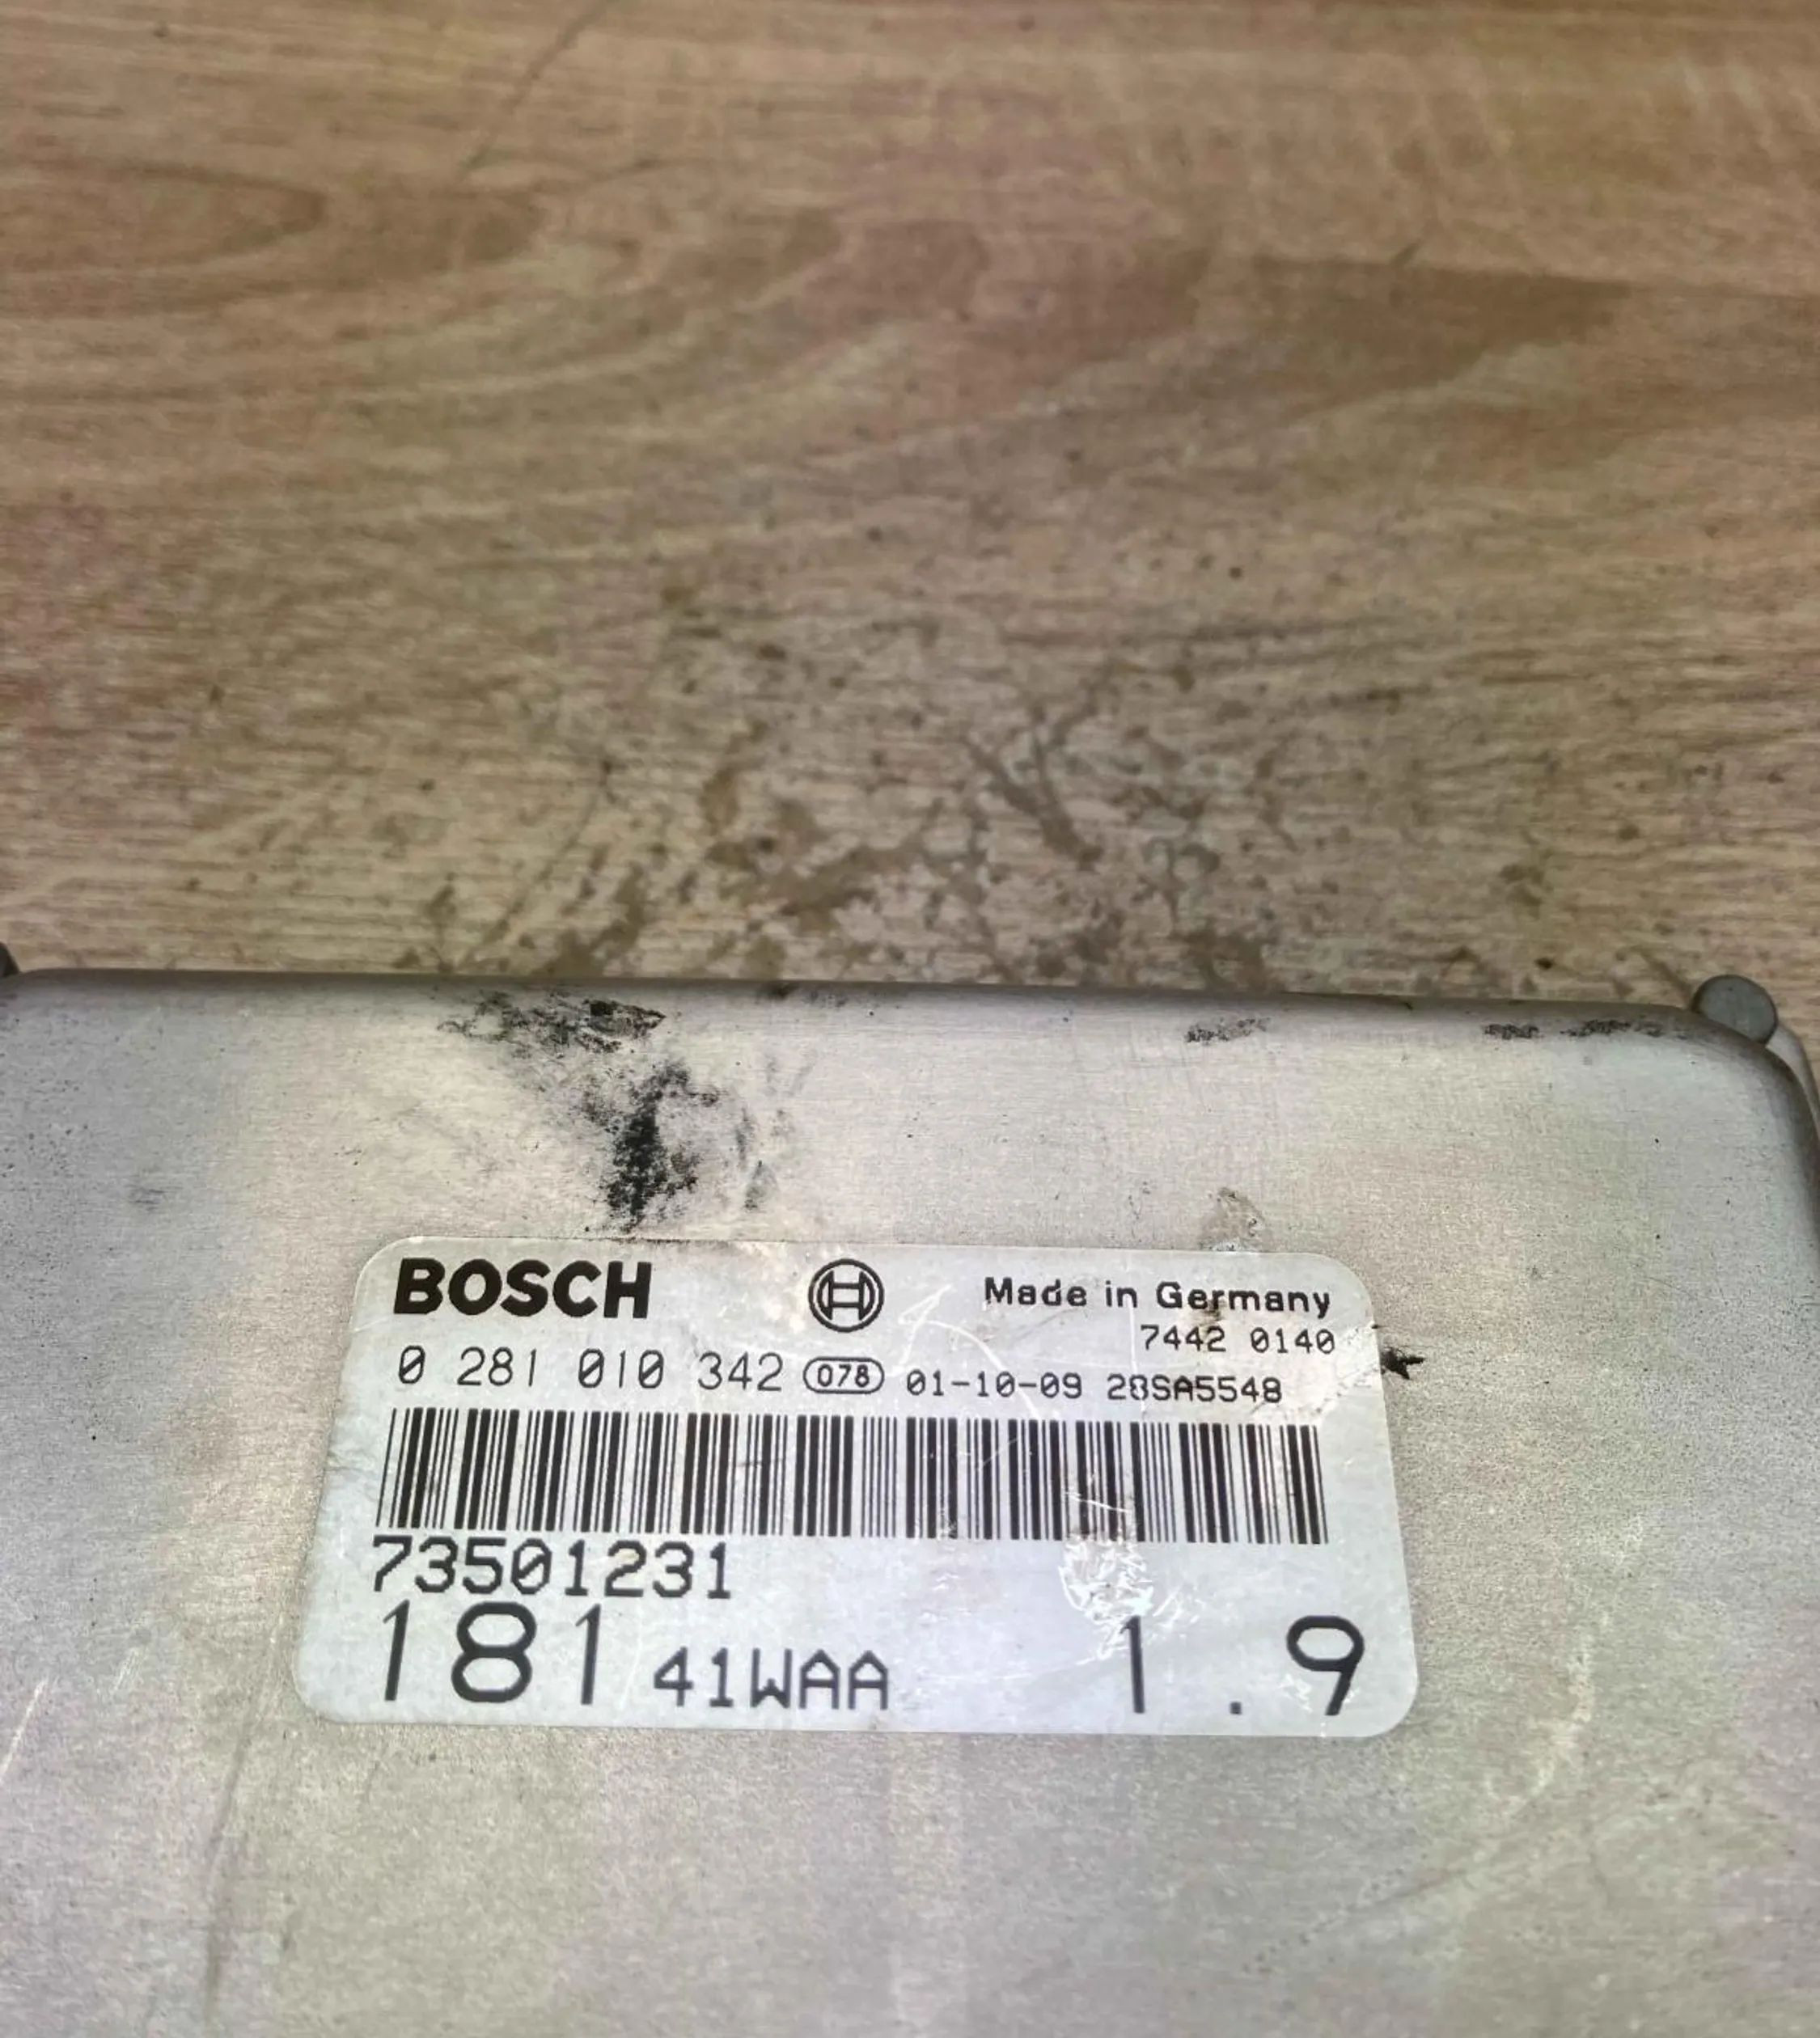 BOSCH Made in Germany
7442 0140
0 281 010 342 078 01-10-09 28SA5548
73501231
181 41WAA 1.9